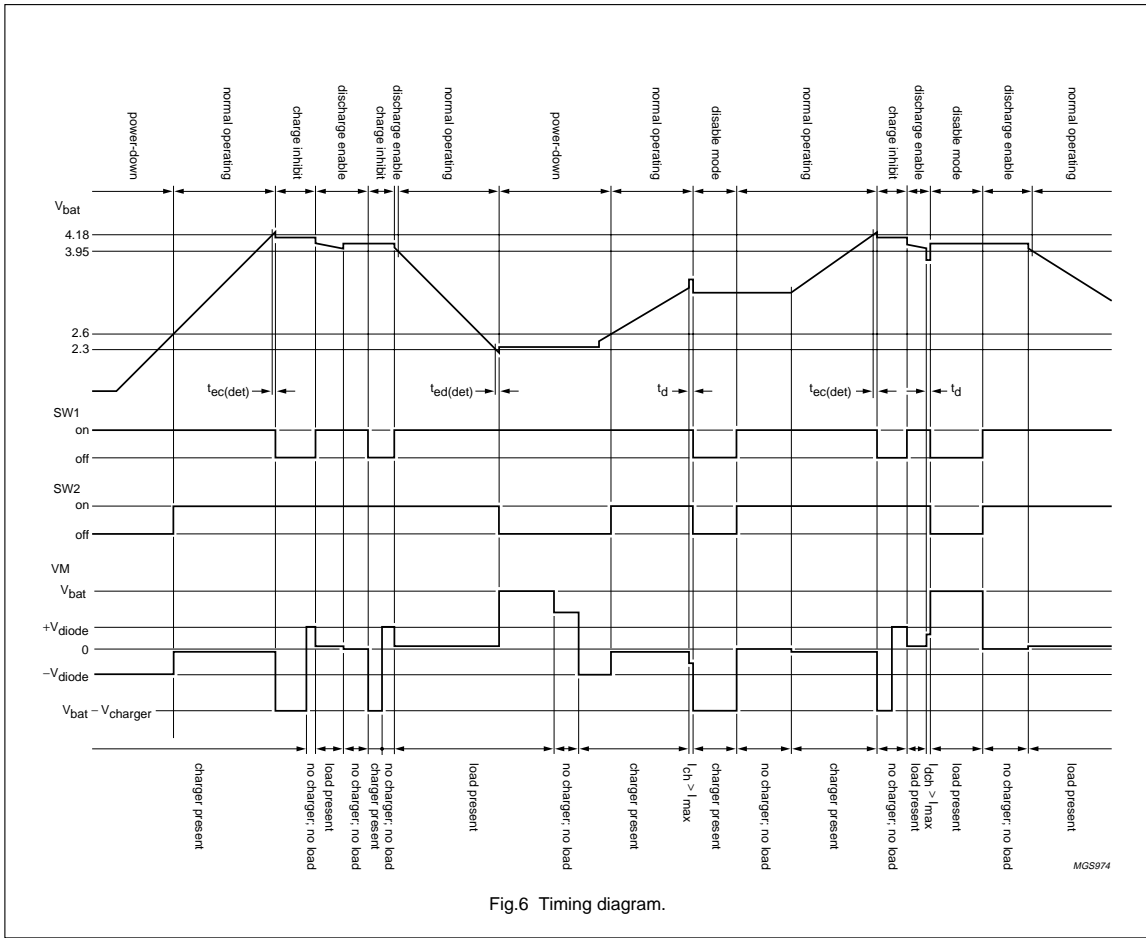 power-down
normal operating
charge inhibit
discharge enable
charge inhibit
discharge enable
normal operating
power-down
normal operating
disable mode
normal operating
charge inhibit
discharge enable
disable mode
discharge enable
normal operating
Vbat
4.18
3.95
2.6
2.3
tec(det)
ted(det)
td
tec(det)
td
SW1
on
off
SW2
on
off
VM
Vbat
+Vdiode
0
−Vdiode
Vbat − Vcharger
charger present
no charger; no load
load present
no charger; no load
charger present
no charger; no load
load present
no charger; no load
charger present
Ich > Imax
charger present
no charger; no load
charger present
no charger; no load
load present
Idch > Imax
load present
no charger; no load
load present
MGS974
Fig.6 Timing diagram.